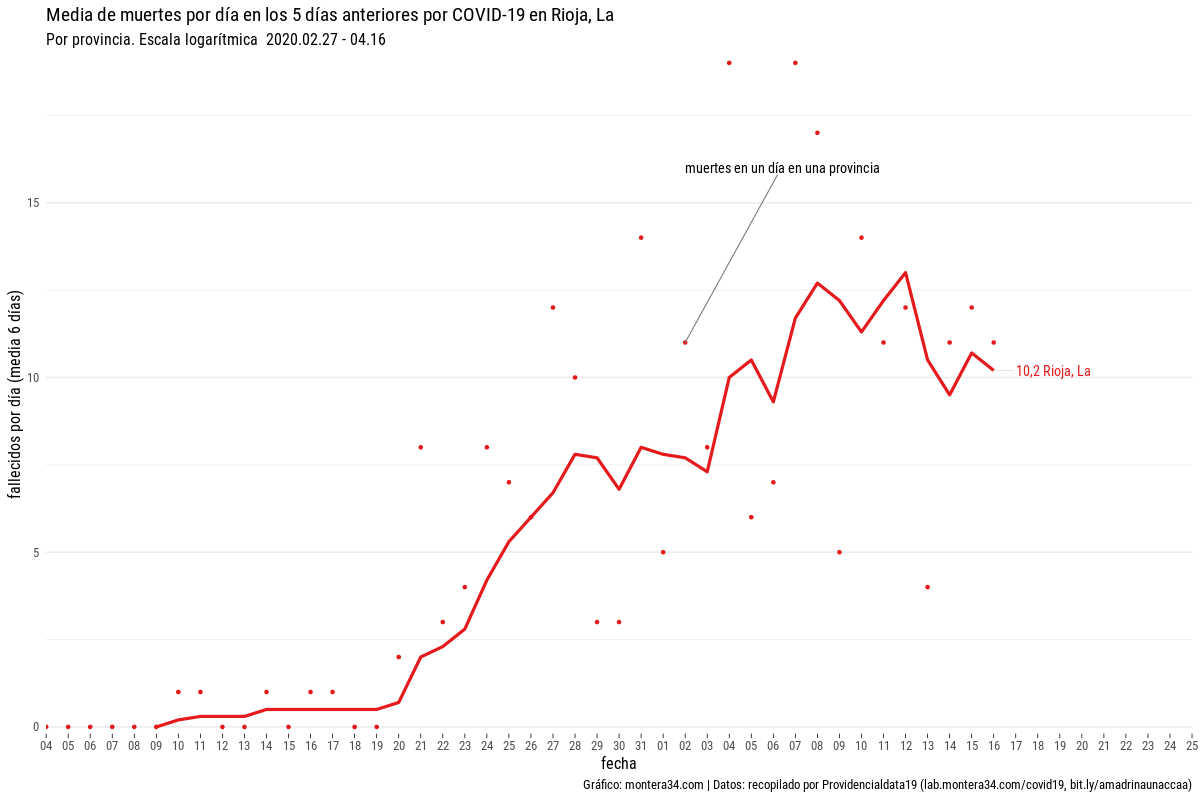 Media de muertes por día en los 5 días anteriores por COVID-19 en Rioja, La
Por provincia. Escala logarítmica  2020.02.27 - 04.16
muertes en un día en una provincia
15
10
5
0
fallecidos por día (media 6 días)
10,2 Rioja, La
04 05 06 07 08 09 10 11 12 13 14 15 16 17 18 19 20 21 22 23 24 25 26 27 28 29 30 31 01 02 03 04 05 06 07 08 09 10 11 12 13 14 15 16 17 18 19 20 21 22 23 24 25
fecha
Gráfico: montera34.com | Datos: recopilado por Providencialdata19 (lab.montera34.com/covid19, bit.ly/amadrinaunaccaa)